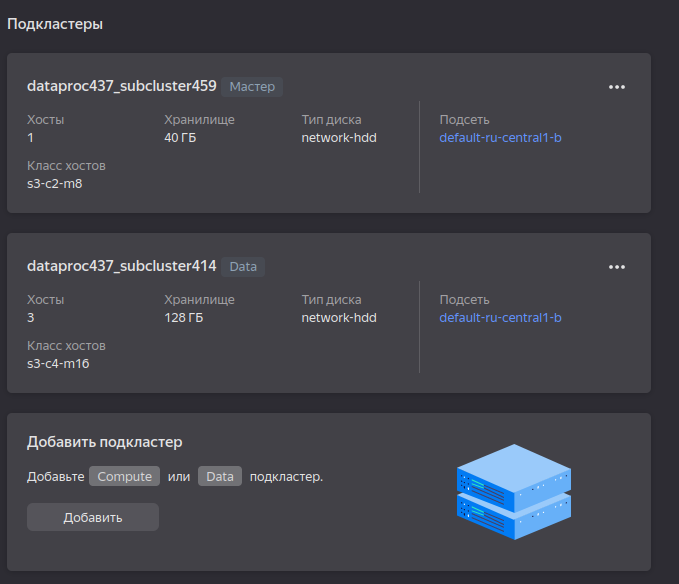 Подкластеры
dataproc437_subcluster459 Мастер
Хосты Хранилище Тип диска Подсеть
1 40 ГБ network-hdd default-ru-central1-b
Класс хостов
s3-c2-m8
dataproc437_subcluster414 Data
Хосты Хранилище Тип диска Подсеть
3 128 ГБ network-hdd default-ru-central1-b
Класс хостов
s3-c4-m16
Добавить подкластер
Добавьте Compute или Data подкластер.
Добавить